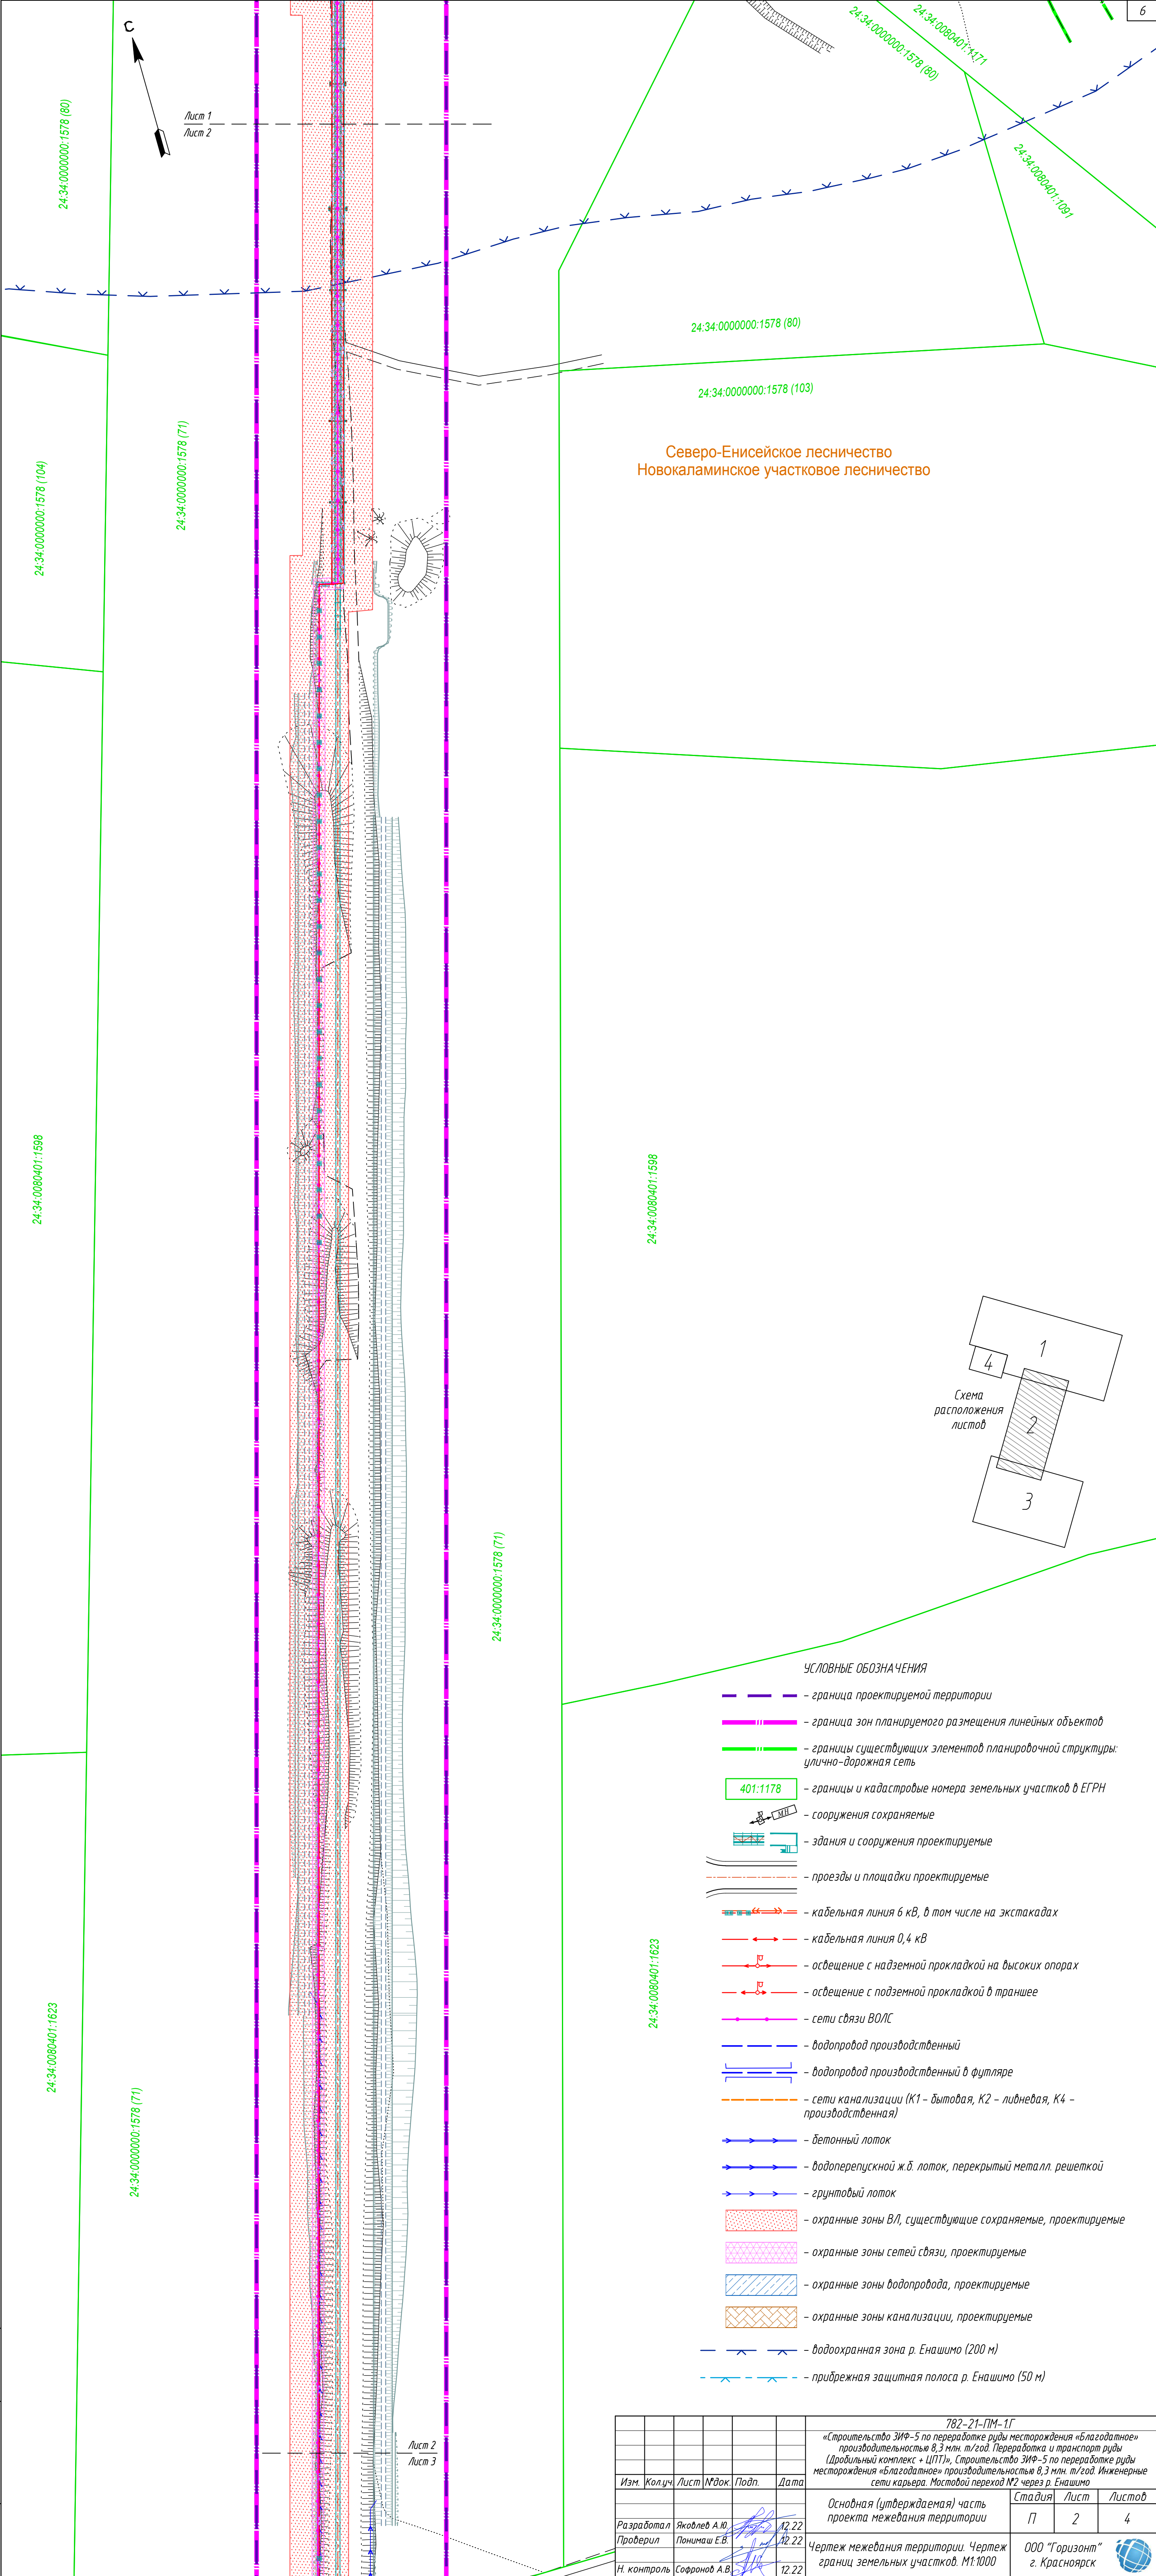 6
С
Лист 1
Лист 2
24:34:0000000:1578 (80)
24:34:0000000:1578 (80)
24:34:0080401:1171
24:34:0080401:1091
24:34:0000000:1578 (80)
24:34:0000000:1578 (103)
Северо-Енисейское лесничество
Новокаламинское участковое лесничество
24:34:0000000:1578 (104)
24:34:0000000:1578 (71)
24:34:0080401:1598
24:34:0080401:1598
1
4
2
3
Схема
расположения
листов
24:34:0000000:1578 (71)
24:34:0080401:1623
24:34:0080401:1623
24:34:0000000:1578 (71)
УСЛОВНЫЕ ОБОЗНАЧЕНИЯ
- граница проектируемой территории
- граница зон планируемого размещения линейных объектов
- границы существующих элементов планировочной структуры:
улично-дорожная сеть
401:1178 - границы и кадастровые номера земельных участков в ЕГРН
МН - сооружения сохраняемые
- здания и сооружения проектируемые
- проезды и площадки проектируемые
- кабельная линия 6 кВ, в том числе на экстакадах
- кабельная линия 0,4 кВ
- освещение с надземной прокладкой на высоких опорах
- освещение с подземной прокладкой в траншее
- сети связи ВОЛС
- водопровод производственный
- водопровод производственный в футляре
- сети канализации (К1 - бытовая, К2 - ливневая, К4 -
производственная)
- бетонный лоток
- водоперепускной ж.б. лоток, перекрытый металл. решеткой
- грунтовый лоток
- охранные зоны ВЛ, существующие сохраняемые, проектируемые
- охранные зоны сетей связи, проектируемые
- охранные зоны водопровода, проектируемые
- охранные зоны канализации, проектируемые
- водоохранная зона р. Енашимо (200 м)
- прибрежная защитная полоса р. Енашимо (50 м)
Лист 2
Лист 3
782-21-ПМ-1.Г
«Строительство ЗИФ-5 по переработке руды месторождения «Благодатное»
производительностью 8,3 млн. т/год. Переработка и транспорт руды
(Дробильный комплекс + ЦПТ)», Строительство ЗИФ-5 по переработке руды
месторождения «Благодатное» производительностью 8,3 млн. т/год. Инженерные
сети карьера. Мостовой переход №2 через р. Енашимо
Изм. Кол.уч. Лист №док. Подп. Дата
Основная (утверждаемая) часть
проекта межевания территории
Стадия Лист Листов
П 2 4
Разработал Яковлев А.Ю. 12.22
Проверил Понимаш Е.В. 12.22
Н. контроль Софронов А.В. 12.22
Чертеж межевания территории. Чертеж
границ земельных участков. М1:1000
ООО "Горизонт"
г. Красноярск